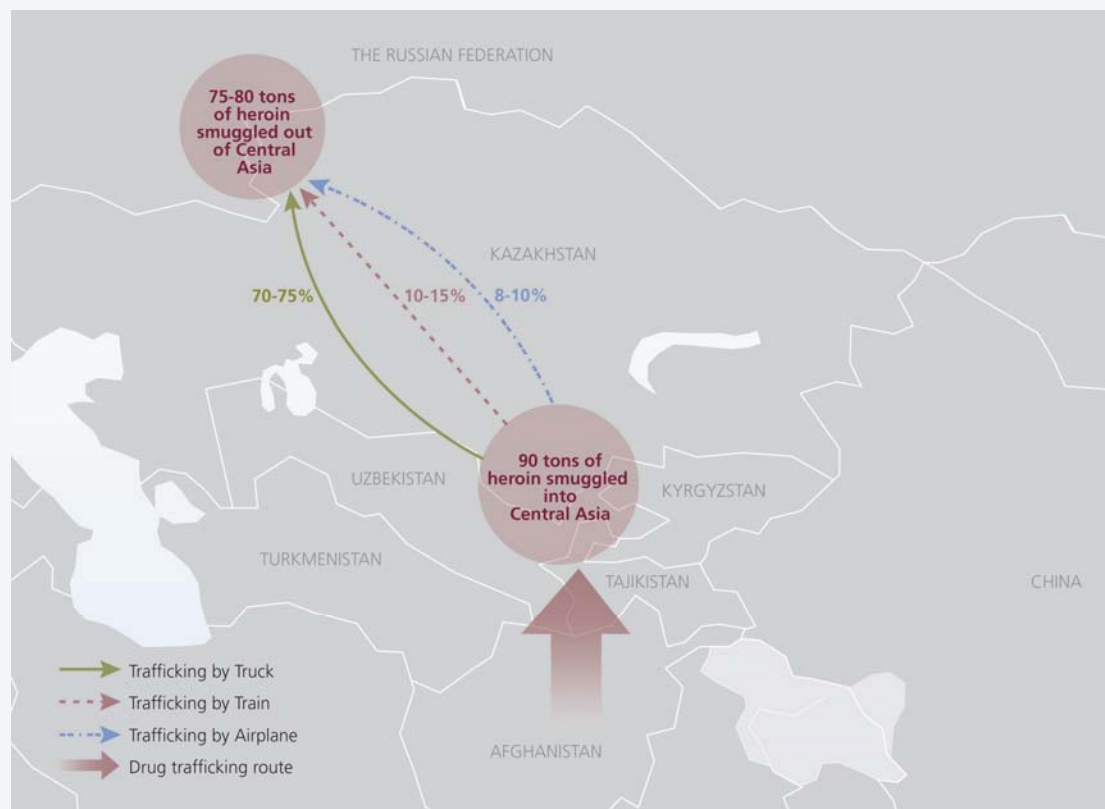 THE RUSSIAN FEDERATION
75-80 tons
of heroin
smuggled out
of Central
Asia
KAZAKHSTAN
70-75%
10-15%
8-10%
90 tons of
heroin smuggled
into
Central Asia
UZBEKISTAN
KYRGYZSTAN
TURKMENISTAN
TAJIKISTAN
CHINA
Trafficking by Truck
Trafficking by Train
Trafficking by Airplane
AFGHANISTAN
Drug trafficking route